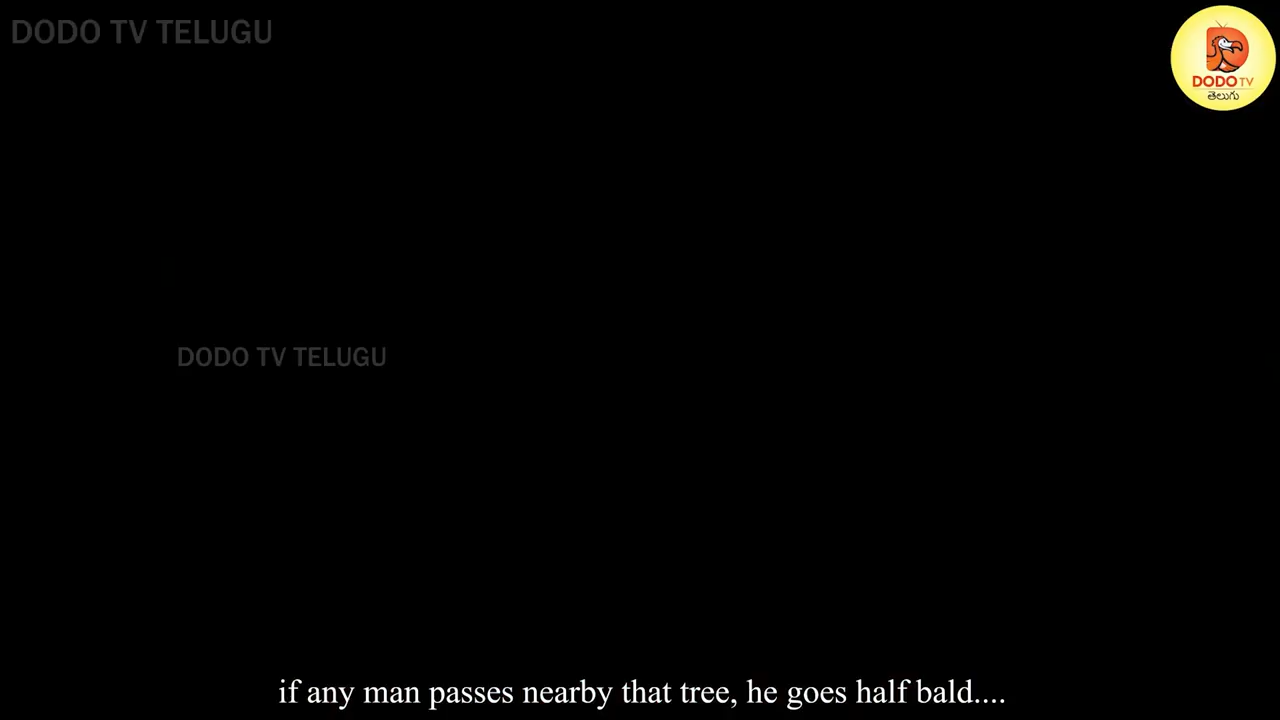 DODO TV TELUGU
DODO TV
తెలుగు
DODO TV TELUGU
if any man passes nearby that tree, he goes half bald....